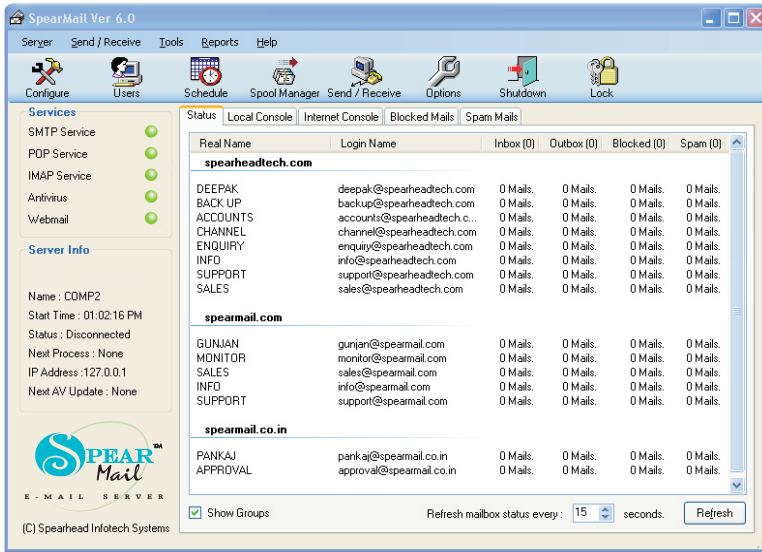 SpearMail Ver 6.0
Server Send / Receive Tools Reports Help
Configure Users Schedule Spool Manager Send / Receive Options Shutdown Lock
Services
SMTP Service
POP Service
IMAP Service
Antivirus
Webmail
Server Info
Name : COMP2
Start Time : 01:02:16 PM
Status : Disconnected
Next Process : None
IP Address :127.0.0.1
Next AV Update : None
SPEAR TM
Mail
E - MAIL SERVER
(C) Spearhead Infotech Systems
Status Local Console Internet Console Blocked Mails Spam Mails
Real Name Login Name Inbox (0) Outbox (0) Blocked (0) Spam (0)
spearheadtech.com
DEEPAK deepak@spearheadtech.com 0 Mails. 0 Mails. 0 Mails. 0 Mails.
BACK UP backup@spearheadtech.com 0 Mails. 0 Mails. 0 Mails. 0 Mails.
ACCOUNTS accounts@spearheadtech.c... 0 Mails. 0 Mails. 0 Mails. 0 Mails.
CHANNEL channel@spearheadtech.com 0 Mails. 0 Mails. 0 Mails. 0 Mails.
ENQUIRY enquiry@spearheadtech.com 0 Mails. 0 Mails. 0 Mails. 0 Mails.
INFO info@spearheadtech.com 0 Mails. 0 Mails. 0 Mails. 0 Mails.
SUPPORT support@spearheadtech.com 0 Mails. 0 Mails. 0 Mails. 0 Mails.
SALES sales@spearheadtech.com 0 Mails. 0 Mails. 0 Mails. 0 Mails.
spearmail.com
GUNJAN gunjan@spearmail.com 0 Mails. 0 Mails. 0 Mails. 0 Mails.
MONITOR monitor@spearmail.com 0 Mails. 0 Mails. 0 Mails. 0 Mails.
SALES sales@spearmail.com 0 Mails. 0 Mails. 0 Mails. 0 Mails.
INFO info@spearmail.com 0 Mails. 0 Mails. 0 Mails. 0 Mails.
SUPPORT support@spearmail.com 0 Mails. 0 Mails. 0 Mails. 0 Mails.
spearmail.co.in
PANKAJ pankaj@spearmail.co.in 0 Mails. 0 Mails. 0 Mails. 0 Mails.
APPROVAL approval@spearmail.co.in 0 Mails. 0 Mails. 0 Mails. 0 Mails.
Show Groups Refresh mailbox status every : 15 seconds. Refresh